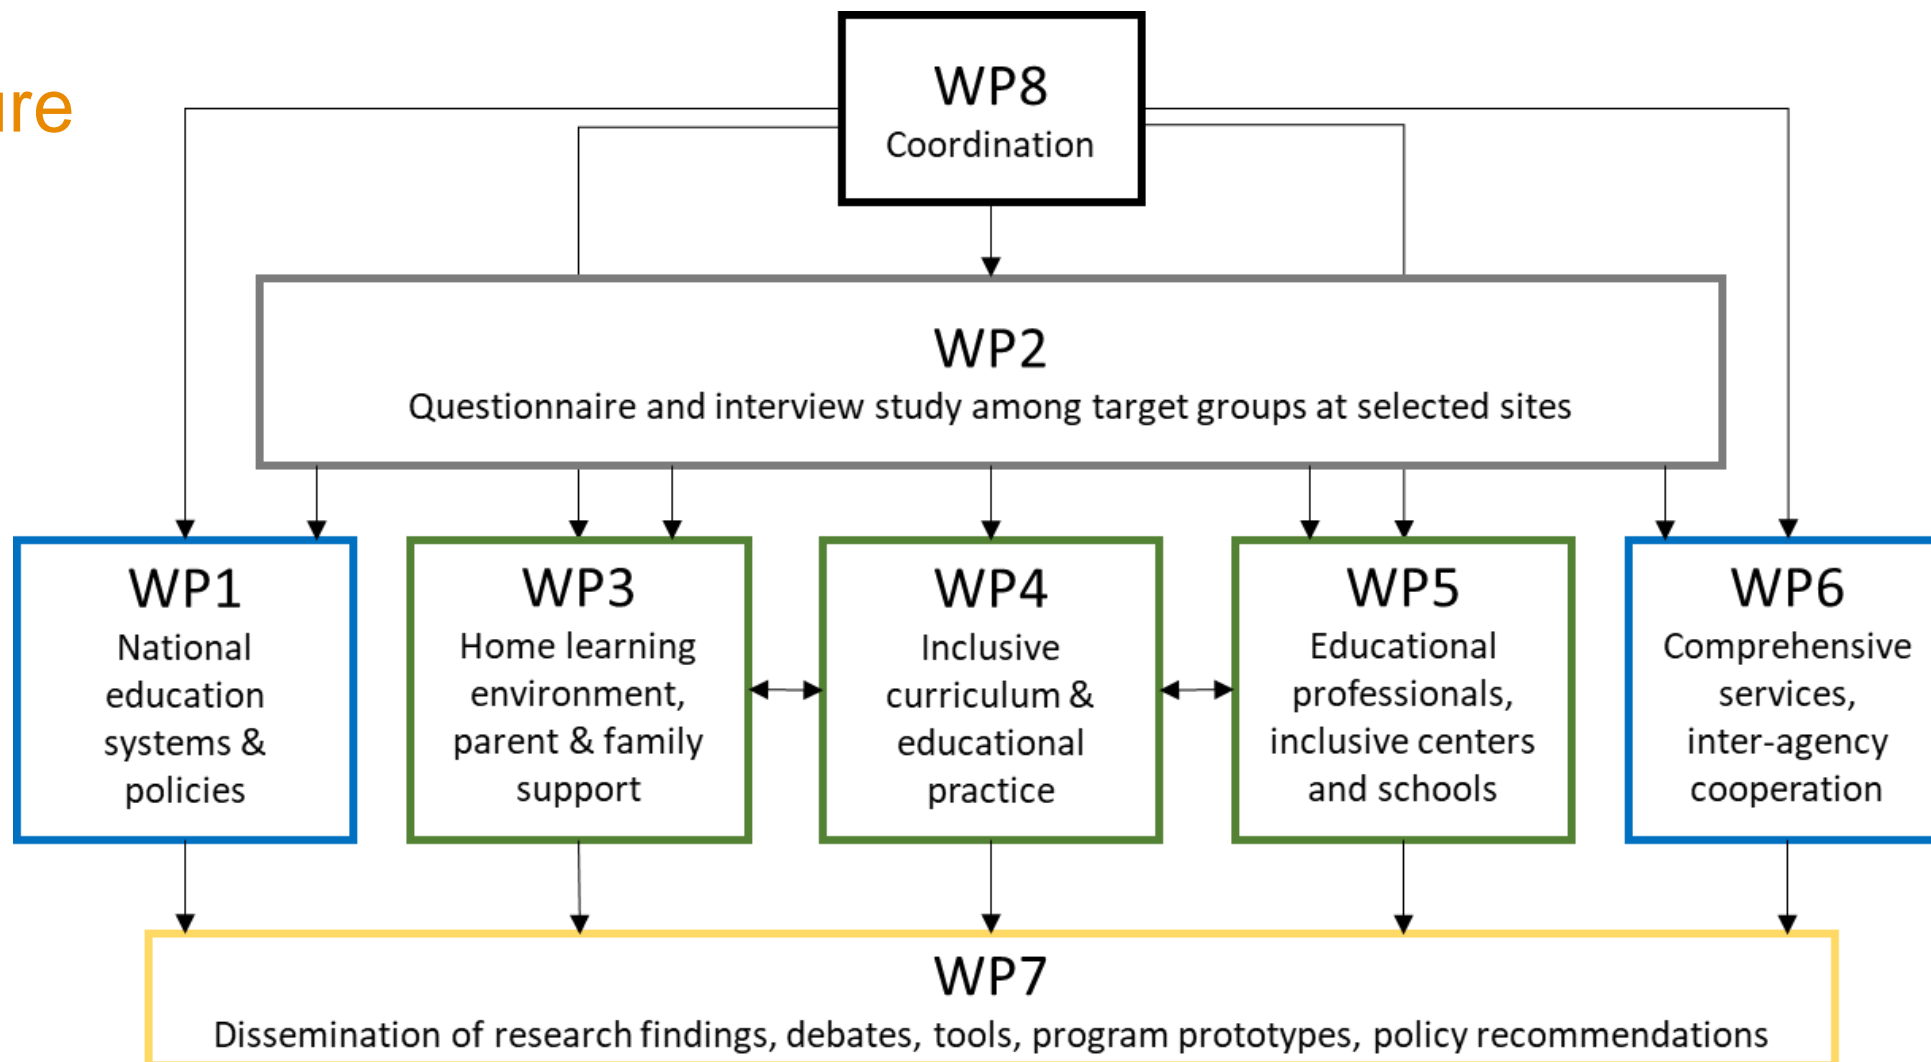 ure
WP8
Coordination
WP2
Questionnaire and interview study among target groups at selected sites
WP1
National
education
systems &
policies
WP3
Home learning
environment,
parent & family
support
WP4
Inclusive
curriculum &
educational
practice
WP5
Educational
professionals,
inclusive centers
and schools
WP6
Comprehensive
services,
inter-agency
cooperation
WP7
Dissemination of research findings, debates, tools, program prototypes, policy recommendations